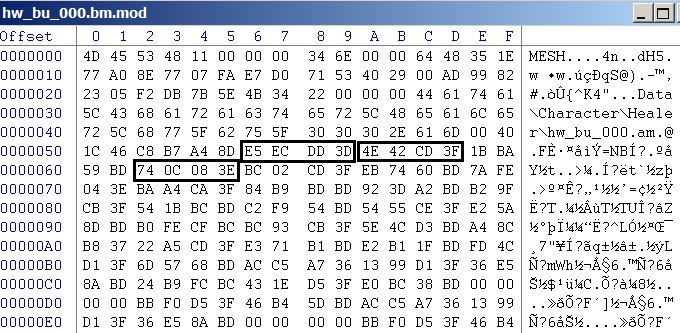 hw_bu_000.bm.mod
Offset 0 1 2 3 4 5 6 7 8 9 A B C D E F
0000000 4D 45 53 48 11 00 00 00 34 6E 00 00 64 48 35 1E MESH....4n..dH5.
0000010 77 A0 8E 77 07 FA E7 D0 71 53 40 29 00 AD 99 82 w w.úçÐqS@).-™‚
0000020 23 05 F2 DB 7B 5E 4B 34 22 00 00 00 44 61 74 61 #.òÛ{^K4"...Data
0000030 5C 43 68 61 72 61 63 74 65 72 5C 48 65 61 6C 65 \Character\Heale
0000040 72 5C 68 77 5F 62 75 5F 30 30 30 2E 61 6D 00 40 r\hw_bu_000.am.@
0000050 1C 46 C8 B7 A4 8D E5 EC DD 3D 4E 42 CD 3F 1B BA .FÈ·¤åìÝ=NBÍ?.º
0000060 59 BD 74 0C 08 3E BC 02 CD 3F EB 74 60 BD 7A FE Y½t..>¼.Í?ët`½zþ
0000070 04 3E BA A4 CA 3F 84 B9 BD BD 92 3D A2 BD B2 9F .>º¤Ê?„¹½½’=¢½²Ÿ
0000080 CB 3F 54 1B BC BD C2 F9 54 BD 54 55 CE 3F E2 5A Ë?T.¼½ÂùT½TUÎ?âZ
0000090 BD BD B0 FE CF BC BC 93 CB 3F 5E 4C D3 BD A4 8C
00000A0 B8 37 22 A5 CD 3F E3 71 B1 BD E2 B1 1F BD FD 4C ¸7"¥Í?ãq±½â±.½ýL
00000B0 D1 3F 6D 57 68 BD AC C5 A7 36 13 99 D1 3F 36 E5 Ñ?mWh½¬Å§6.™Ñ?6å
00000C0 8A BD 24 B9 FC BC 43 1E D5 3F E0 BC 38 BD 00 00 Š½$¹ü¼C.Õ?à¼8½..
00000D0 00 00 BB F0 D5 3F 46 B4 5D BD AC C5 A7 36 13 99 ..»ðÕ?F´]½¬Å§6.™
00000E0 D1 3F 36 E5 8A BD 00 00 00 00 BB F0 D5 3F 46 B4 Ñ?6åŠ½....»ðÕ?F´